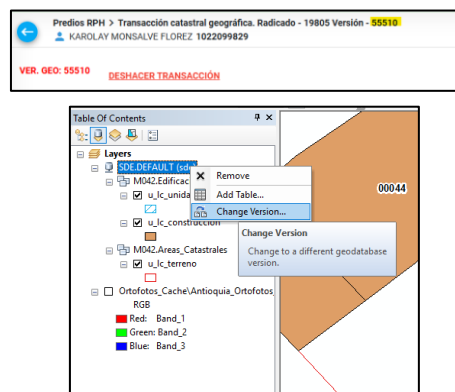 Predios RPH > Transacción catastral geográfica. Radicado - 19805 Versión - 55510
KAROLAY MONSALVE FLOREZ 1022099829
VER. GEO: 55510 DESHACER TRANSACCIÓN
Table Of Contents
Layers
SDE.DEFAULT (sde
M042.Edificac
u_lc_unida
u_lc_construccion
M042.Areas_Catastrales
u_lc_terreno
Ortofotos_Cache\Antioquia_Ortofotos_
RGB
Red: Band_1
Green: Band_2
Blue: Band_3
Remove
Add Table...
Change Version...
Change Version
Change to a different geodatabase
version.
00044